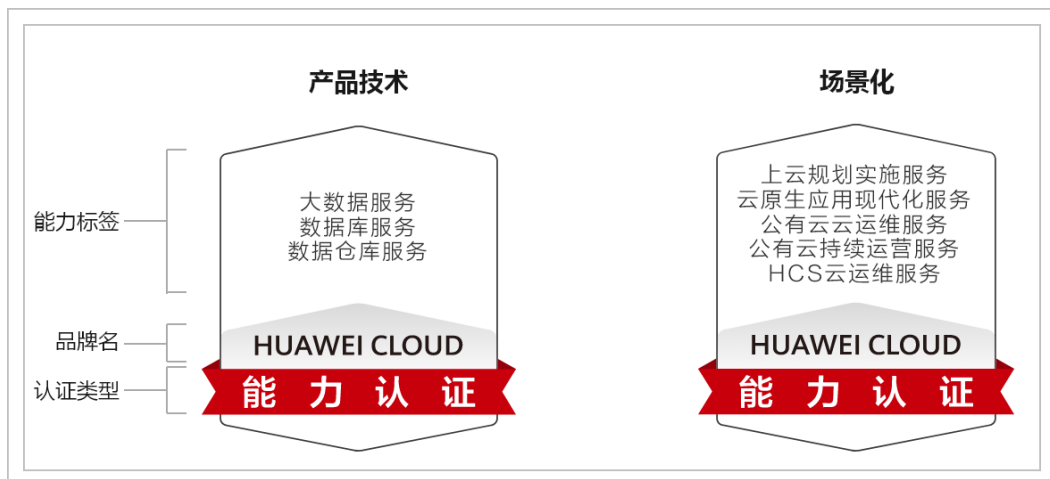 产品技术
场景化
能力标签
大数据服务
数据库服务
数据仓库服务
上云规划实施服务
云原生应用现代化服务
公有云云运维服务
公有云持续运营服务
HCS云运维服务
品牌名
HUAWEI CLOUD
HUAWEI CLOUD
认证类型
能力认证
能力认证